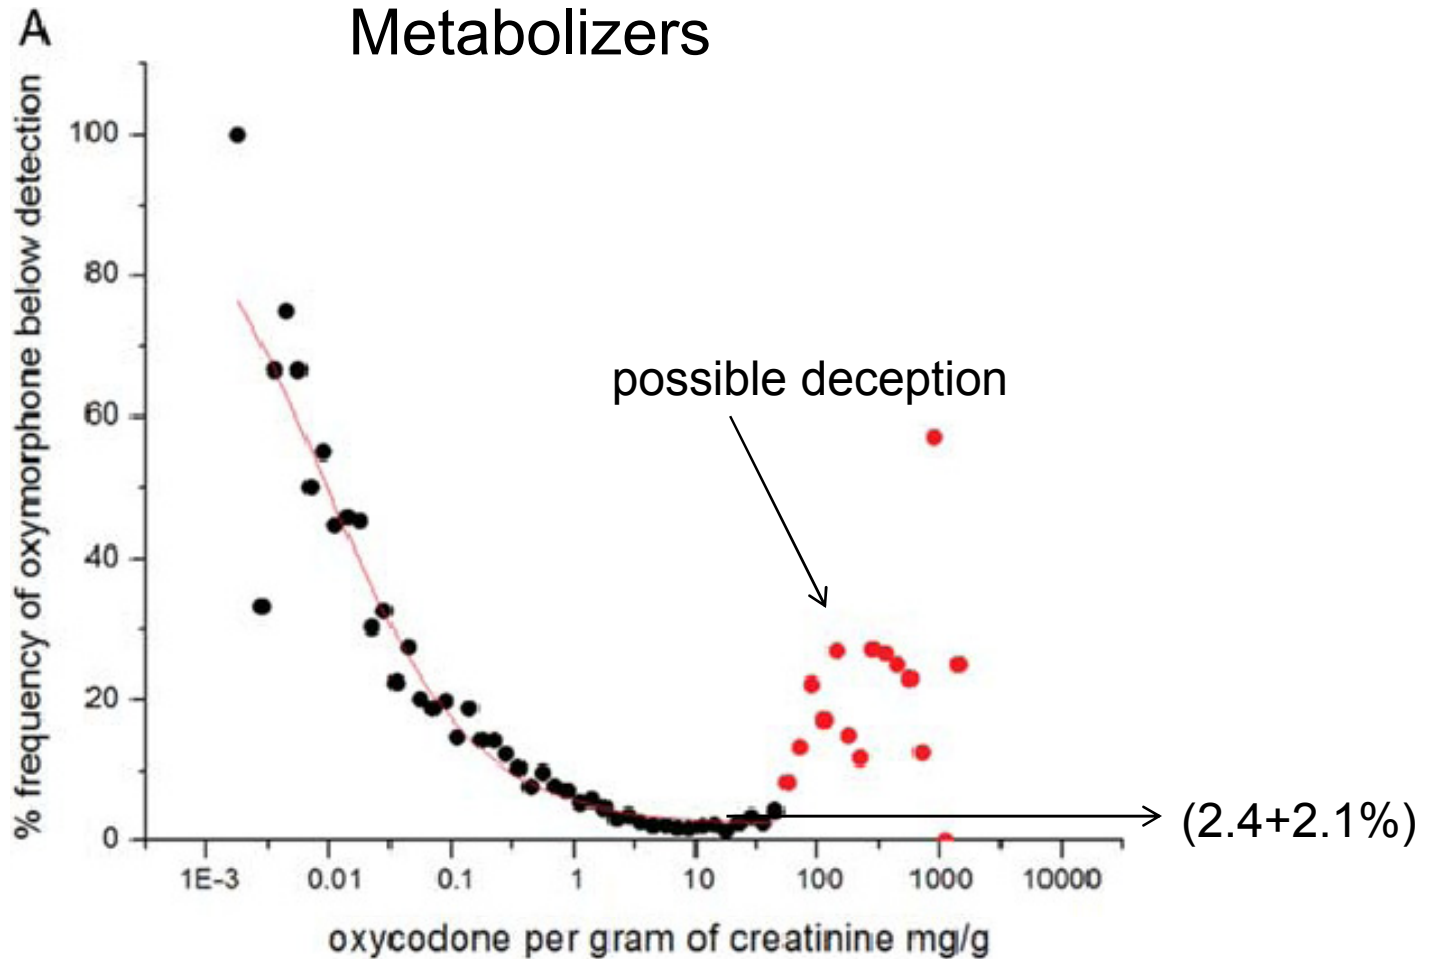 A
Metabolizers
% frequency of oxymorphone below detection
100
80
60
40
20
0
possible deception
(2.4+2.1%)
1E-3 0.01 0.1 1 10 100 1000 10000
oxycodone per gram of creatinine mg/g